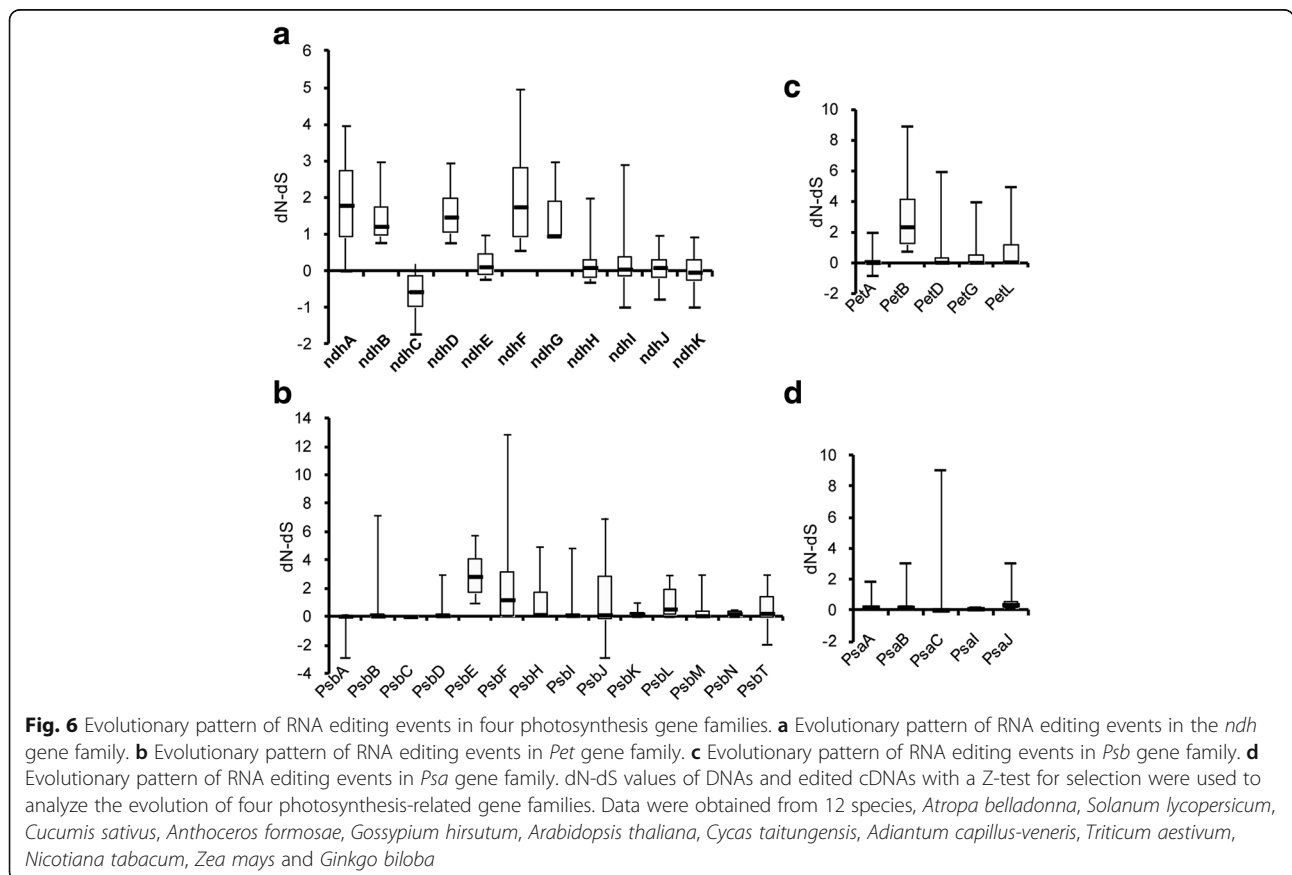 a
6
5
4
3
2
1
0
-1
-2
dN-dS
ndhA
ndhB
ndhC
ndhD
ndhE
ndhF
ndhG
ndhH
ndhI
ndhJ
ndhK
c
10
8
6
4
2
0
-2
dN-dS
PetA
PetB
PetD
PetG
PetL
b
14
12
10
8
6
4
2
0
-2
-4
dN-dS
PsbA
PsbB
PsbC
PsbD
PsbE
PsbF
PsbH
PsbI
PsbJ
PsbK
PsbL
PsbM
PsbN
PsbT
d
10
8
6
4
2
0
-2
dN-dS
PsaA
PsaB
PsaC
PsaI
PsaJ
Fig. 6 Evolutionary pattern of RNA editing events in four photosynthesis gene families. a Evolutionary pattern of RNA editing events in the ndh
gene family. b Evolutionary pattern of RNA editing events in Pet gene family. c Evolutionary pattern of RNA editing events in Psb gene family. d
Evolutionary pattern of RNA editing events in Psa gene family. dN-dS values of DNAs and edited cDNAs with a Z-test for selection were used to
analyze the evolution of four photosynthesis-related gene families. Data were obtained from 12 species, Atropa belladonna, Solanum lycopersicum,
Cucumis sativus, Anthoceros formosae, Gossypium hirsutum, Arabidopsis thaliana, Cycas taitungensis, Adiantum capillus-veneris, Triticum aestivum,
Nicotiana tabacum, Zea mays and Ginkgo biloba